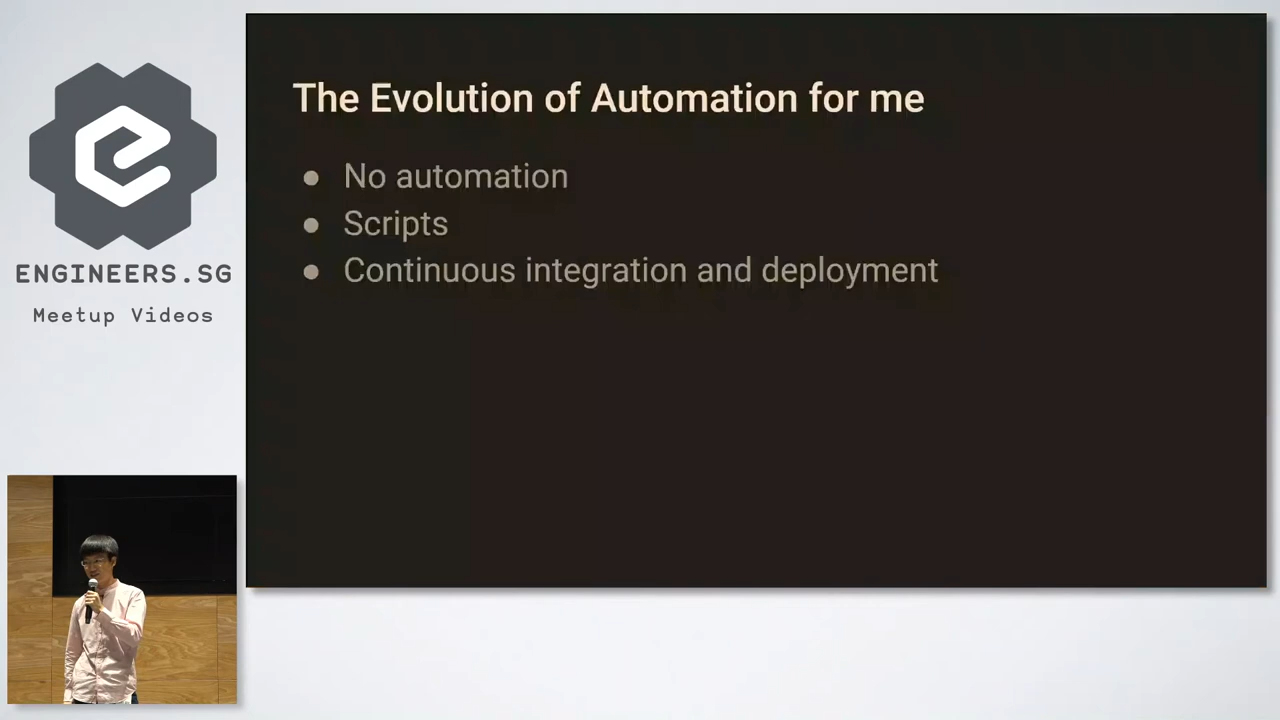 The Evolution of Automation for me
● No automation
● Scripts
● Continuous integration and deployment
ENGINEERS.SG
Meetup Videos